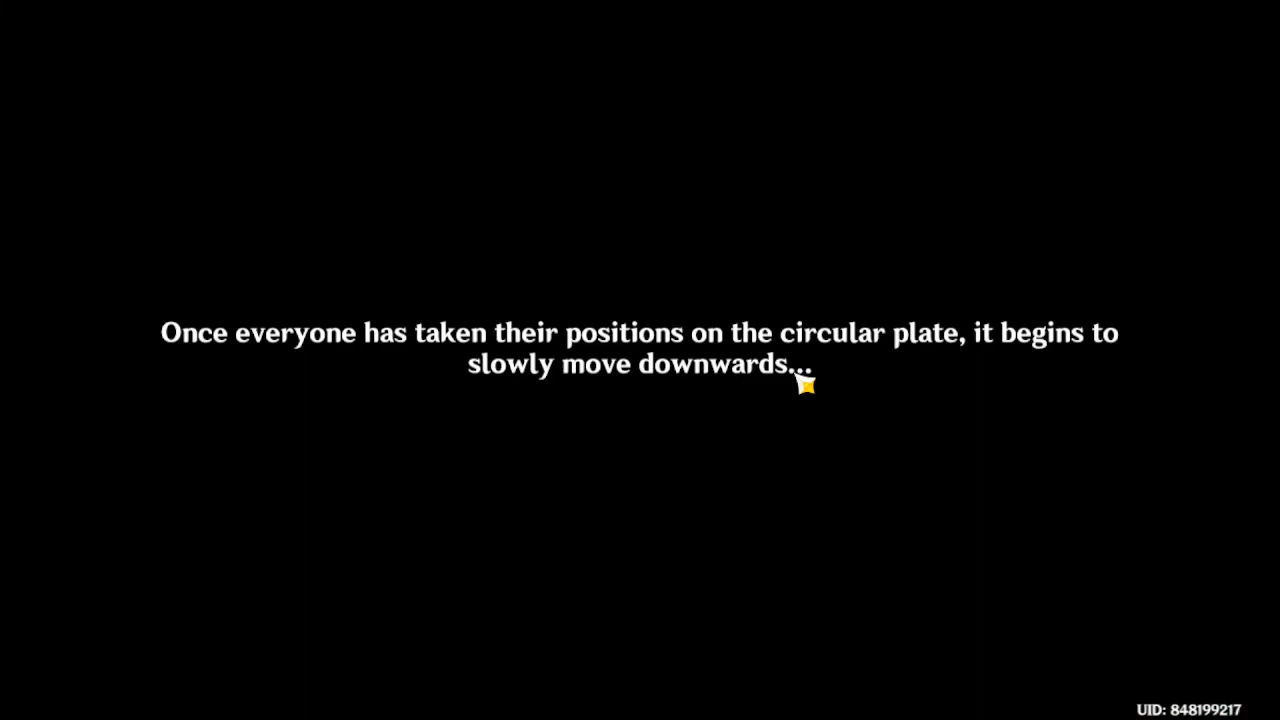 Once everyone has taken their positions on the circular plate, it begins to
slowly move downwards...
UID: 848199217